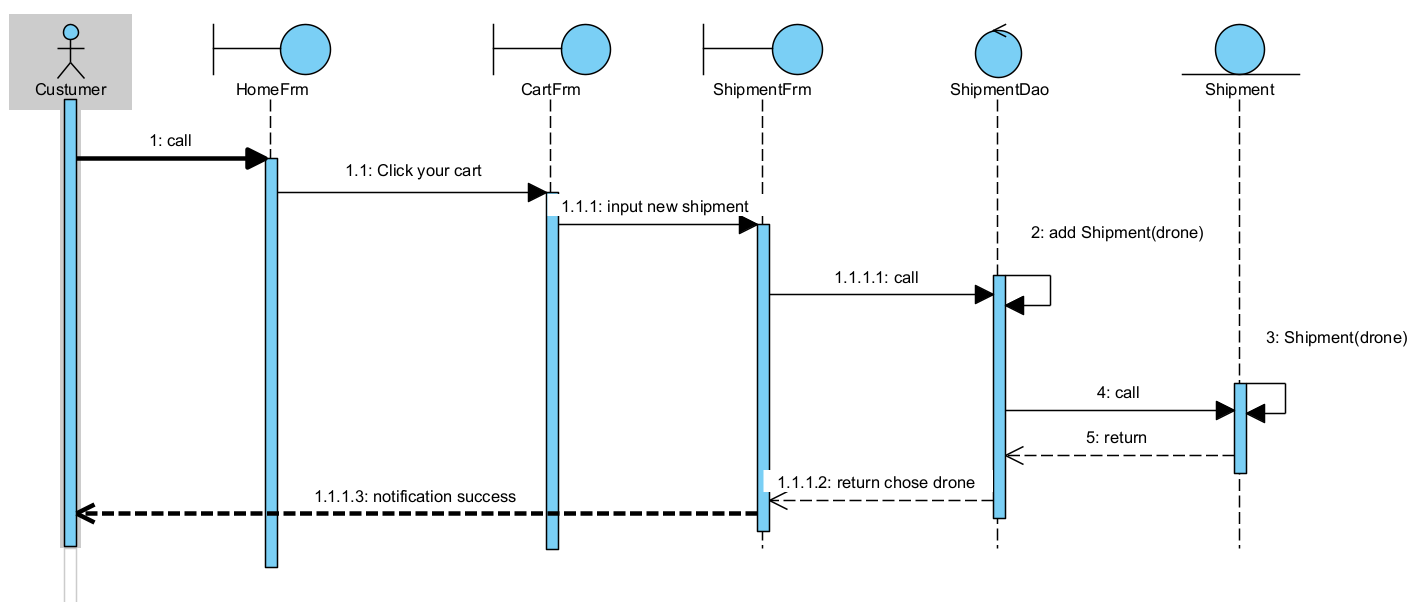 Custumer
HomeFrm
CartFrm
ShipmentFrm
ShipmentDao
Shipment
1: call
1.1: Click your cart
1.1.1: input new shipment
2: add Shipment(drone)
1.1.1.1: call
3: Shipment(drone)
4: call
5: return
1.1.1.2: return chose drone
1.1.1.3: notification success